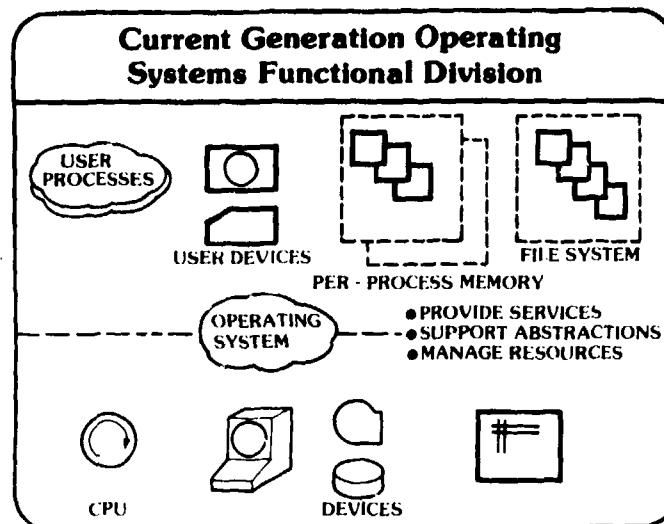 Current Generation Operating
Systems Functional Division
USER
PROCESSES
USER DEVICES
PER - PROCESS MEMORY
FILE SYSTEM
OPERATING
SYSTEM
● PROVIDE SERVICES
● SUPPORT ABSTRACTIONS
● MANAGE RESOURCES
CPU
DEVICES